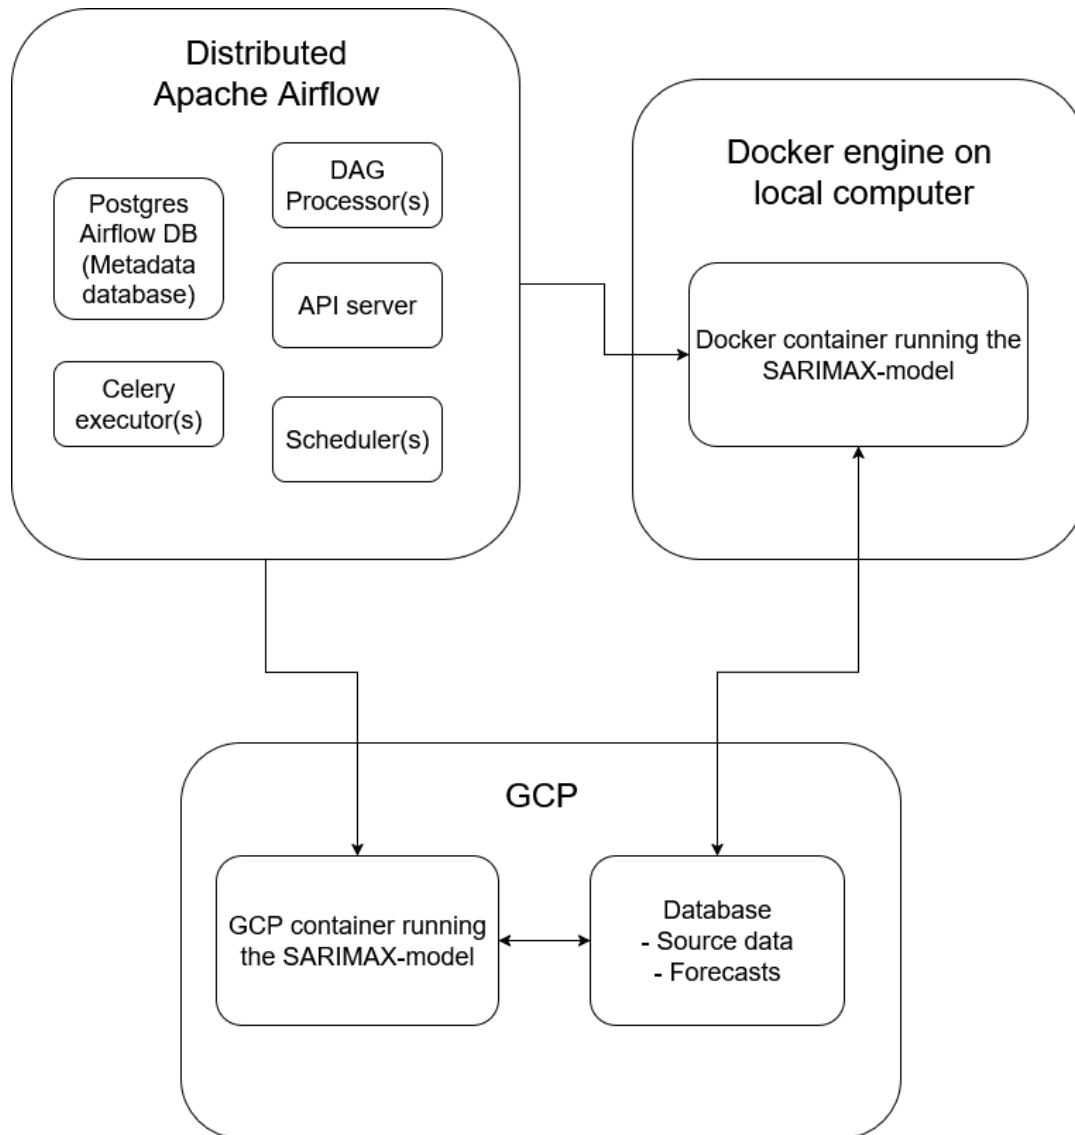 Distributed
Apache Airflow
Postgres
Airflow DB
(Metadata
database)
Celery
executor(s)
DAG
Processor(s)
API server
Scheduler(s)
Docker engine on
local computer
Docker container running the
SARIMAX-model
GCP
GCP container running
the SARIMAX-model
Database
- Source data
- Forecasts